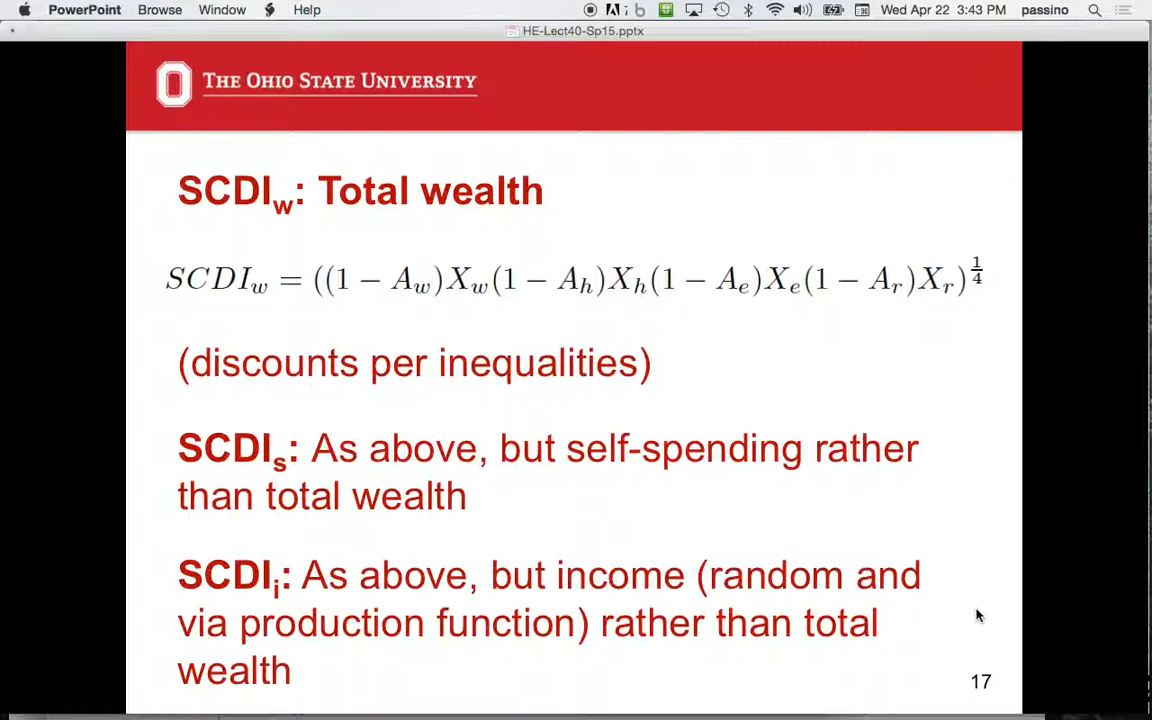 PowerPoint Browse Window Help Wed Apr 22 3:43 PM passino
HE-Lect40-Sp15.pptx
THE OHIO STATE UNIVERSITY
SCDI_w: Total wealth
SCDI_w = ((1 − A_w)X_w(1 − A_h)X_h(1 − A_e)X_e(1 − A_r)X_r)^{1/4}
(discounts per inequalities)
SCDI_s: As above, but self-spending rather
than total wealth
SCDI_i: As above, but income (random and
via production function) rather than total
wealth
17